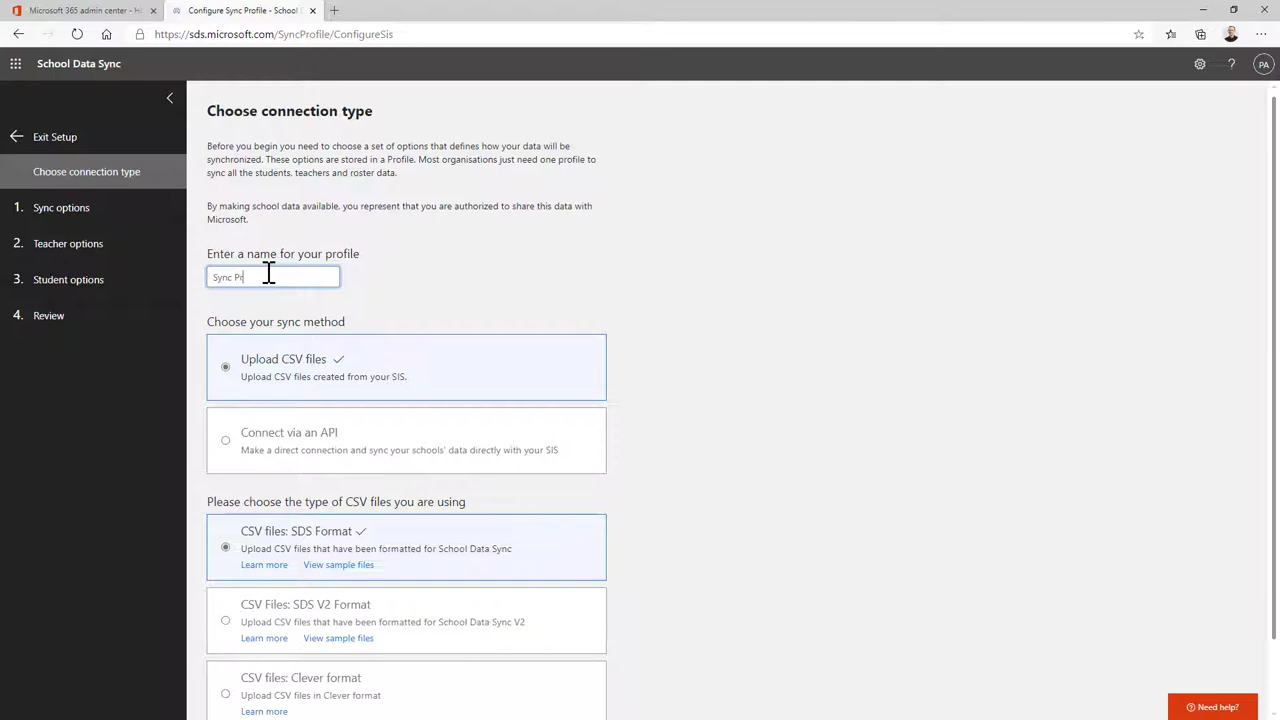 Microsoft 365 admin center - H
Configure Sync Profile - School D
https://sds.microsoft.com/SyncProfile/ConfigureSis
School Data Sync
PA
Exit Setup
Choose connection type
1. Sync options
2. Teacher options
3. Student options
4. Review
Choose connection type
Before you begin you need to choose a set of options that defines how your data will be
synchronized. These options are stored in a Profile. Most organisations just need one profile to
sync all the students, teachers and roster data.
By making school data available, you represent that you are authorized to share this data with
Microsoft.
Enter a name for your profile
Sync Pr
Choose your sync method
Upload CSV files
Upload CSV files created from your SIS.
Connect via an API
Make a direct connection and sync your schools' data directly with your SIS
Please choose the type of CSV files you are using
CSV files: SDS Format
Upload CSV files that have been formatted for School Data Sync
Learn more View sample files
CSV Files: SDS V2 Format
Upload CSV files that have been formatted for School Data Sync V2
Learn more View sample files
CSV files: Clever format
Upload CSV files in Clever format
Learn more
Need help?